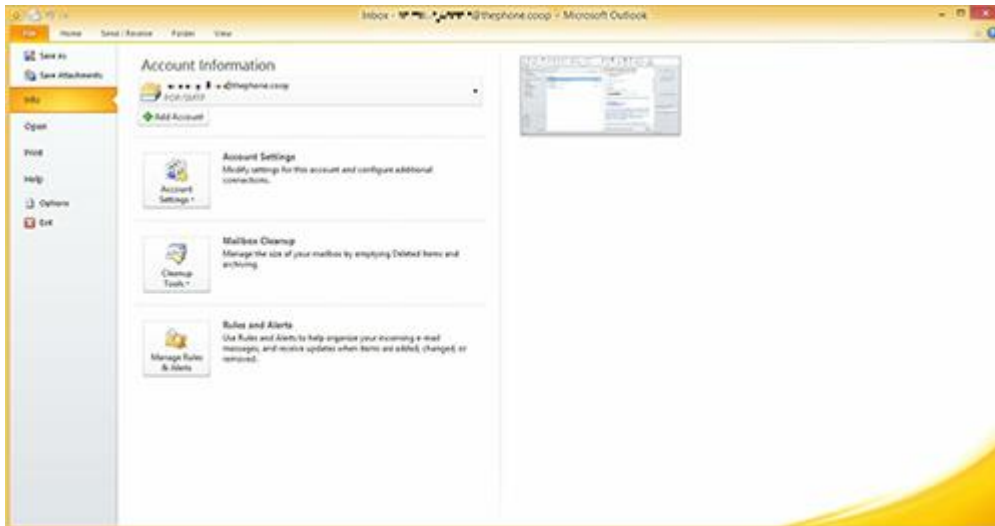 Inbox - @thephone.coop - Microsoft Outlook
File Home Send / Receive Folder View
Save As
Save Attachments
Info
Open
Print
Help
Options
Exit
Account Information
@thephone.coop
POP/SMTP
Add Account
Account Settings
Modify settings for this account and configure additional
connections.
Account
Settings
Mailbox Cleanup
Manage the size of your mailbox by emptying Deleted Items and
archiving.
Cleanup
Tools
Rules and Alerts
Use Rules and Alerts to help organize your incoming e-mail
messages, and receive updates when items are added, changed, or
removed.
Manage Rules
& Alerts